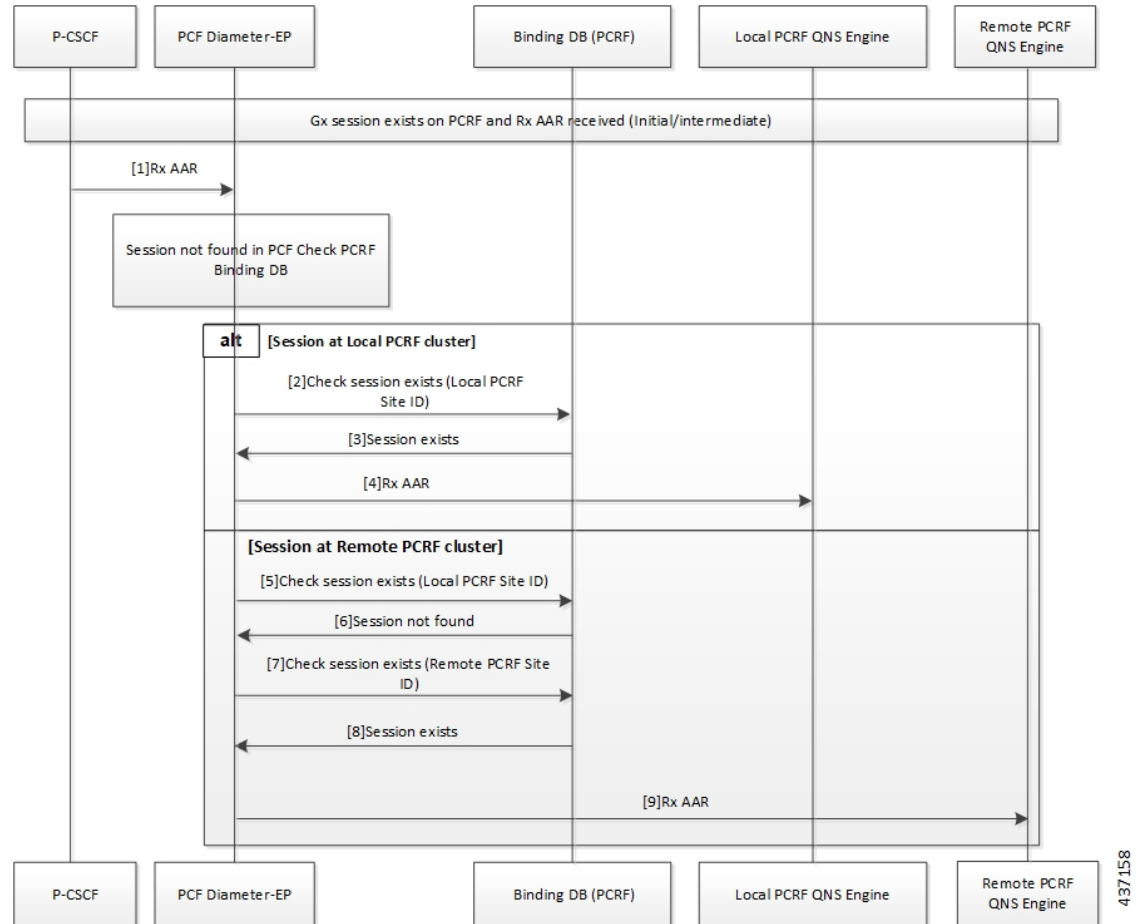 P-CSCF
PCF Diameter-EP
Binding DB (PCRF)
Local PCRF QNS Engine
Remote PCRF
QNS Engine
Gx session exists on PCRF and Rx AAR received (Initial/intermediate)
[1]Rx AAR
Session not found in PCF Check PCRF
Binding DB
alt
[Session at Local PCRF cluster]
[2]Check session exists (Local PCRF
Site ID)
[3]Session exists
[4]Rx AAR
[Session at Remote PCRF cluster]
[5]Check session exists (Local PCRF Site ID)
[6]Session not found
[7]Check session exists (Remote PCRF Site
ID)
[8]Session exists
[9]Rx AAR
P-CSCF
PCF Diameter-EP
Binding DB (PCRF)
Local PCRF QNS Engine
Remote PCRF
QNS Engine
437158